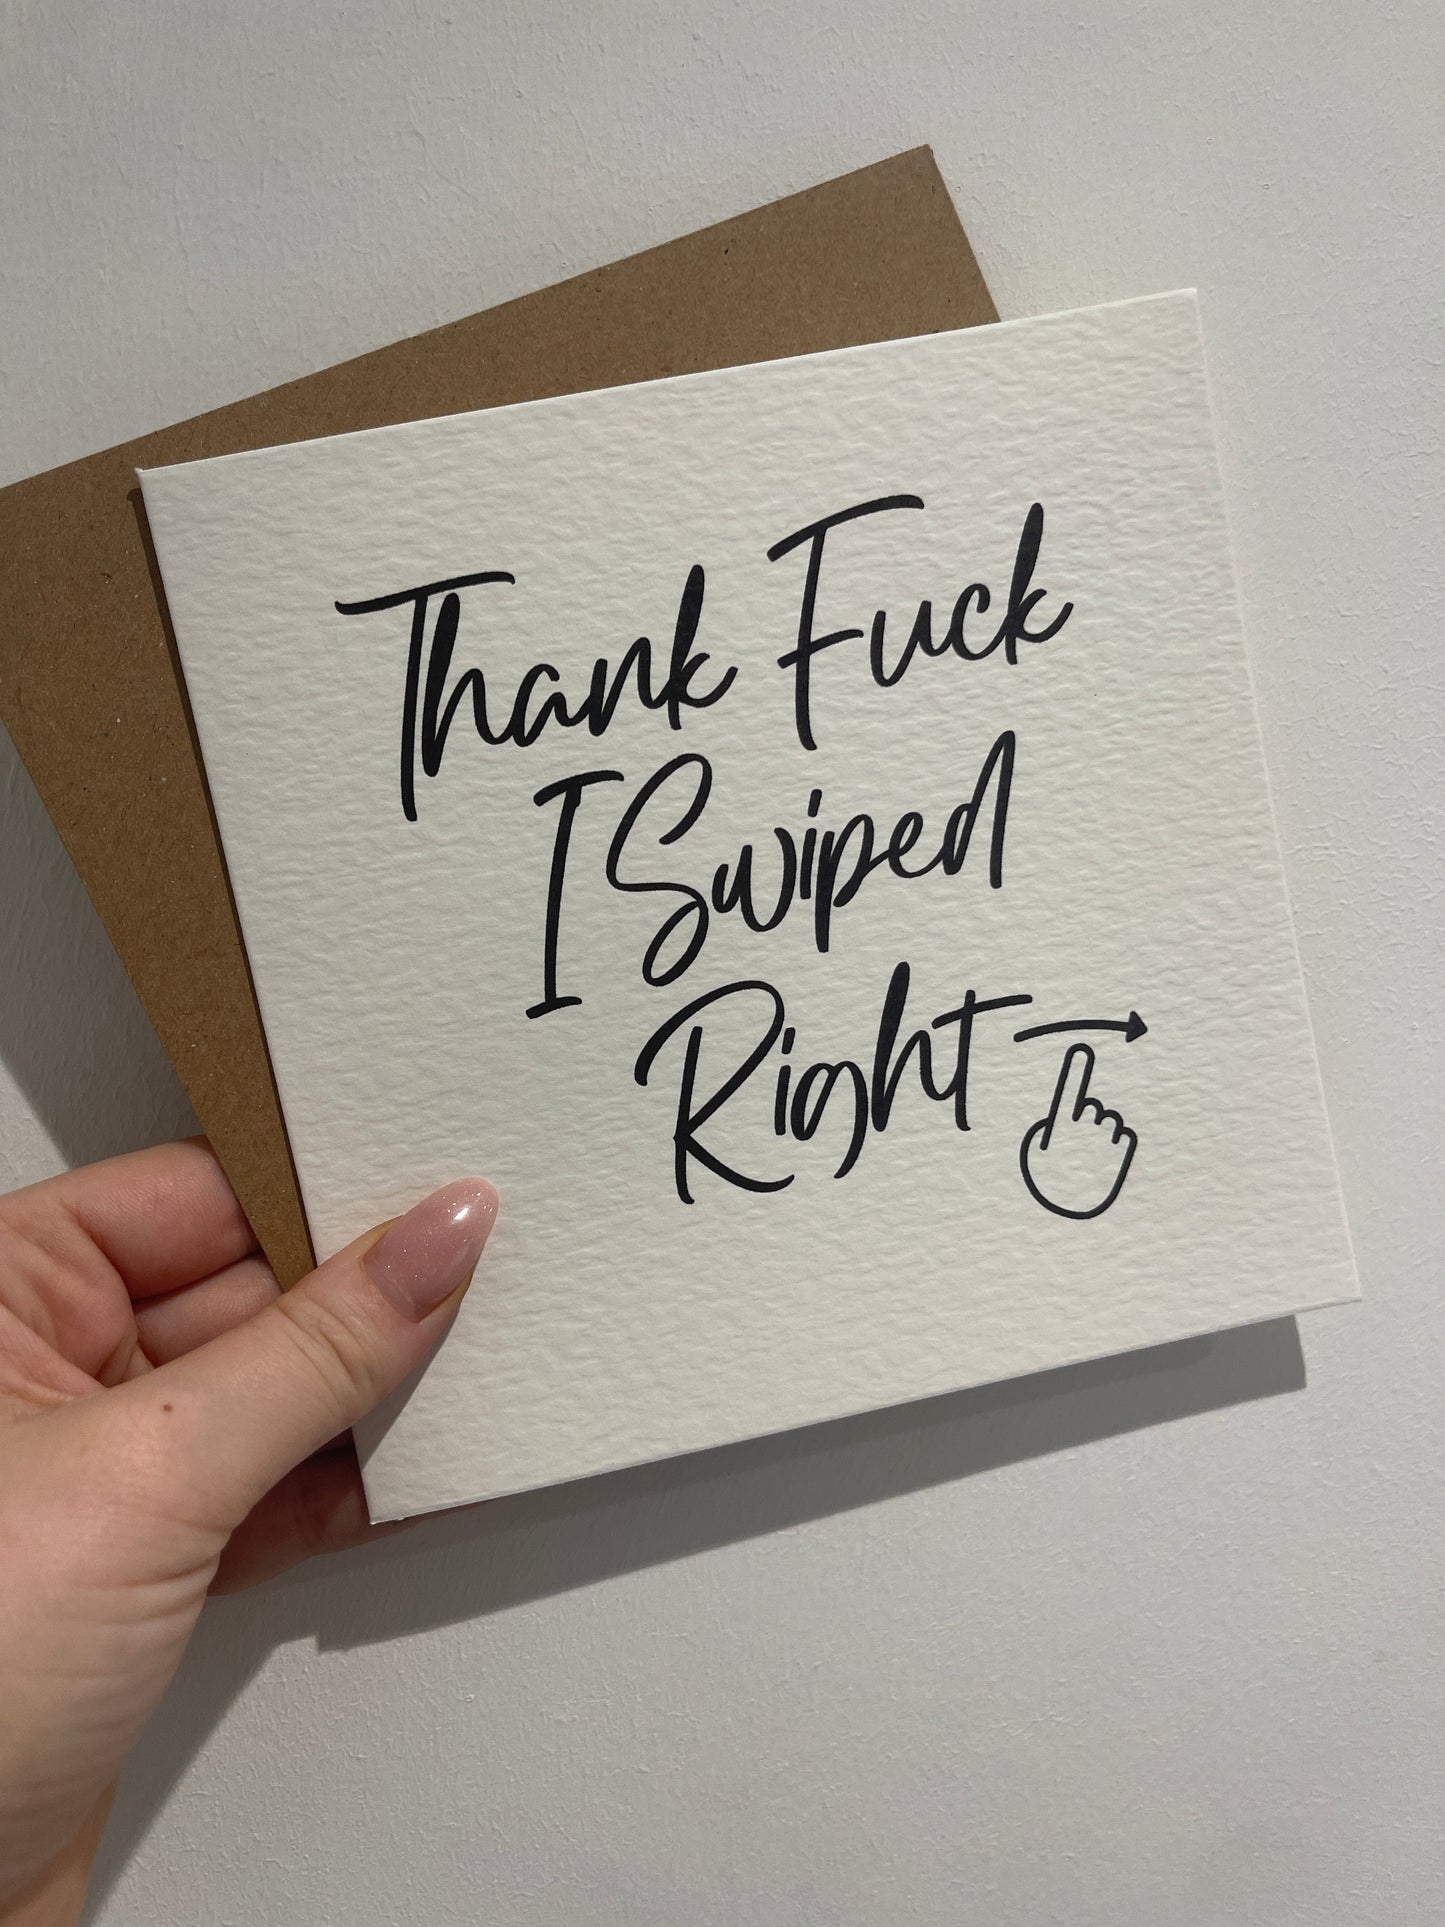 Thank Fuck
I Swiped
Right